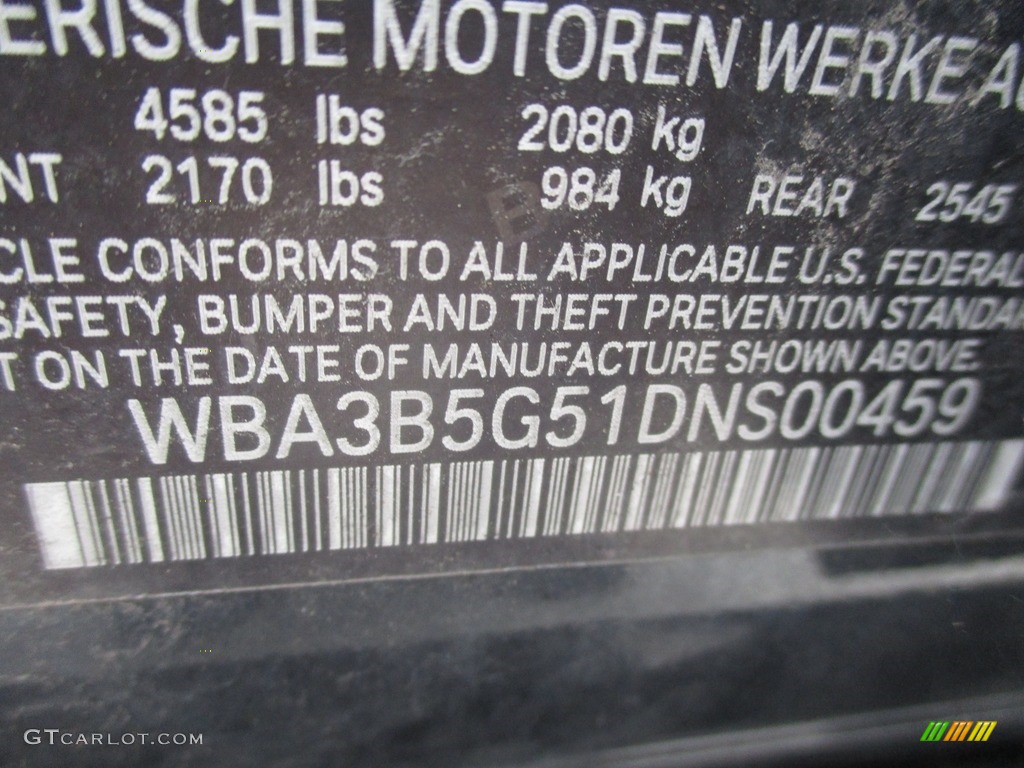 ERISCHE MOTOREN WERKE A
4585 lbs 2080 kg
NT 2170 lbs 984 kg REAR 2545
CLE CONFORMS TO ALL APPLICABLE U.S. FEDERAL
SAFETY, BUMPER AND THEFT PREVENTION STANDAR
T ON THE DATE OF MANUFACTURE SHOWN ABOVE.
WBA3B5G51DNS00459
GTCARLOT.COM